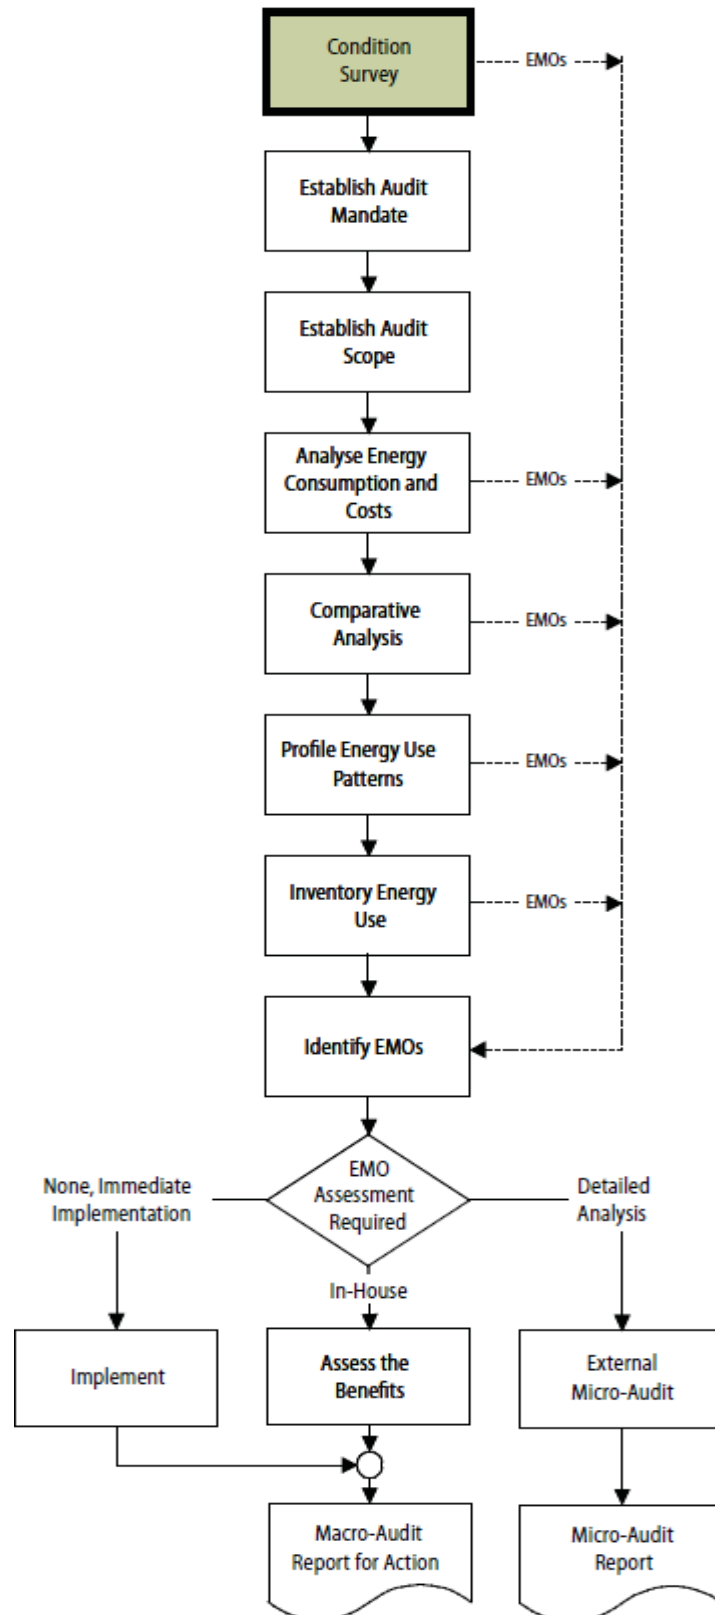 Condition
Survey
EMOs
Establish Audit
Mandate
Establish Audit
Scope
Analyse Energy
Consumption and
Costs
EMOs
Comparative
Analysis
EMOs
Profile Energy Use
Patterns
EMOs
Inventory Energy
Use
EMOs
Identify EMOs
EMO
Assessment
Required
None, Immediate
Implementation
Detailed
Analysis
In-House
Implement
Assess the
Benefits
External
Micro-Audit
Macro-Audit
Report for Action
Micro-Audit
Report